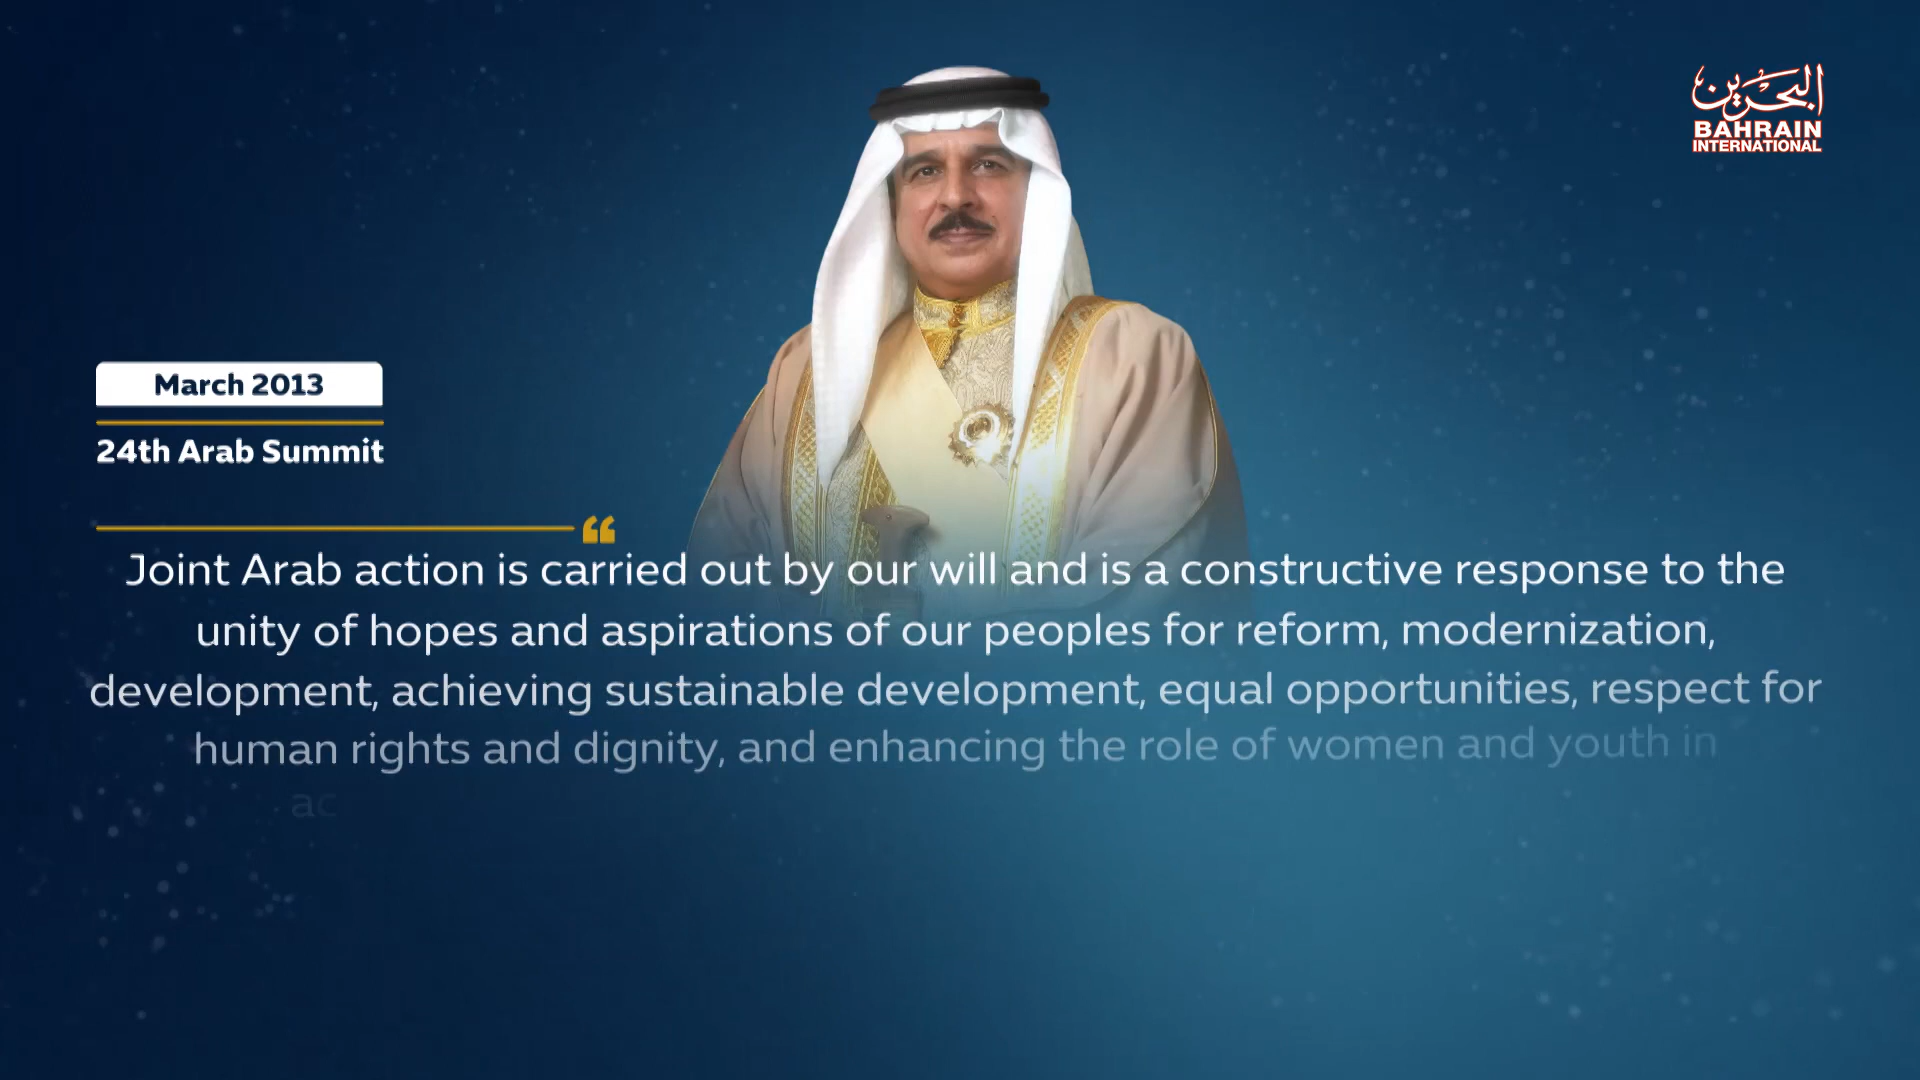 البحرين
BAHRAIN
INTERNATIONAL
March 2013
24th Arab Summit
“
Joint Arab action is carried out by our will and is a constructive response to the
unity of hopes and aspirations of our peoples for reform, modernization,
development, achieving sustainable development, equal opportunities, respect for
human rights and dignity, and enhancing the role of women and youth in
ac